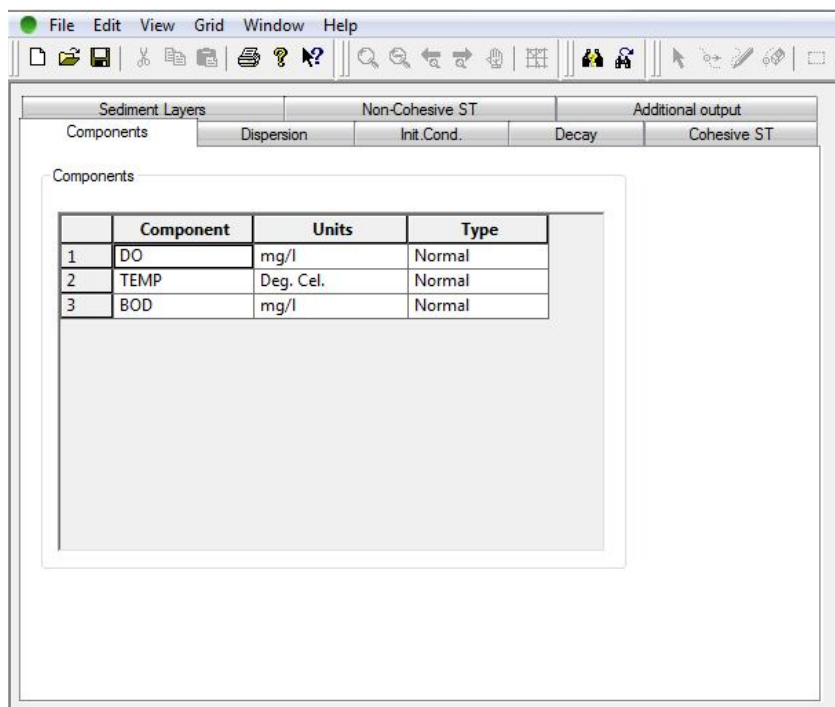 File Edit View Grid Window Help
Sediment Layers Non-Cohesive ST Additional output
Components Dispersion Init.Cond. Decay Cohesive ST
Components
Component Units Type
1 DO mg/l Normal
2 TEMP Deg. Cel. Normal
3 BOD mg/l Normal